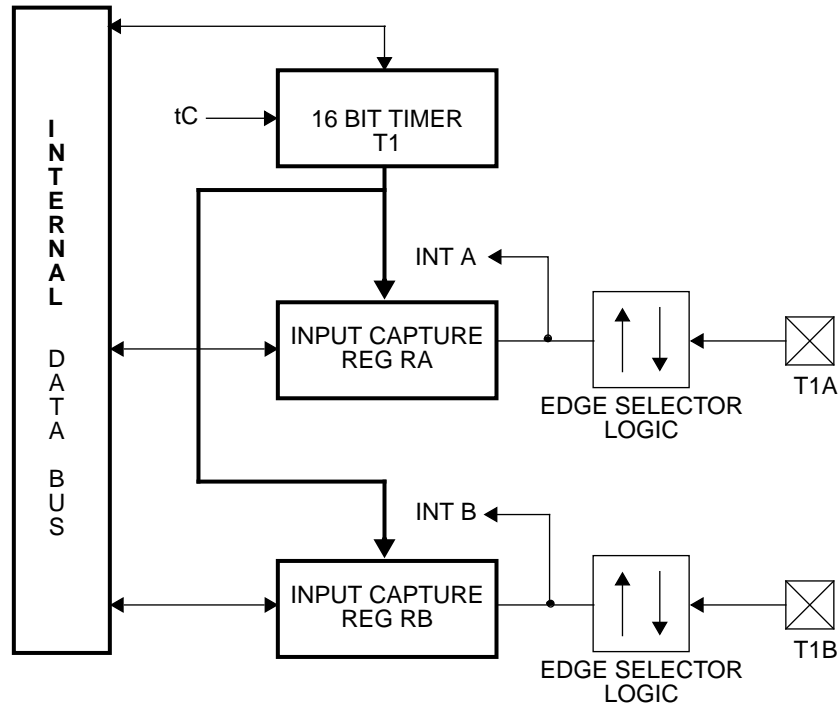 INTERNAL DATA BUS
tC
16 BIT TIMER
T1
INT A
INPUT CAPTURE
REG RA
EDGE SELECTOR
LOGIC
T1A
INT B
INPUT CAPTURE
REG RB
EDGE SELECTOR
LOGIC
T1B